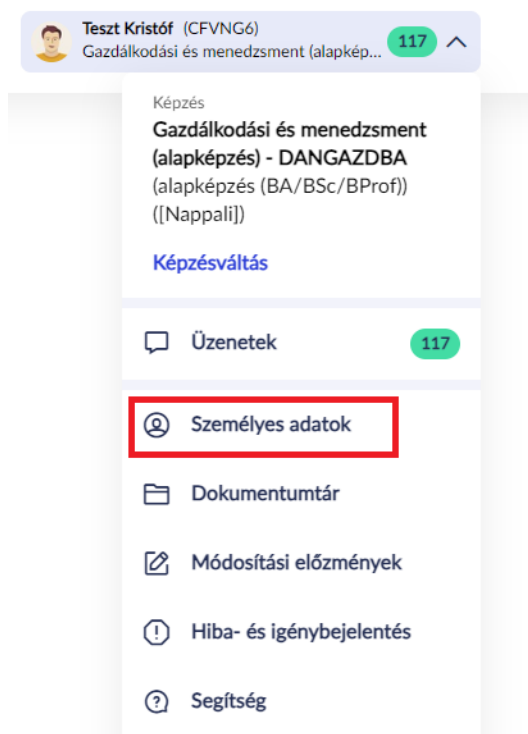 Teszt Kristóf (CFVNG6)
Gazdálkodási és menedzsment (alapkép...
117
Képzés
Gazdálkodási és menedzsment
(alapképzés) - DANGAZDBA
(alapképzés (BA/BSc/BProf))
([Nappali])
Képzésváltás
Üzenetek 117
Személyes adatok
Dokumentumtár
Módosítási előzmények
Hiba- és igénybejelentés
Segítség